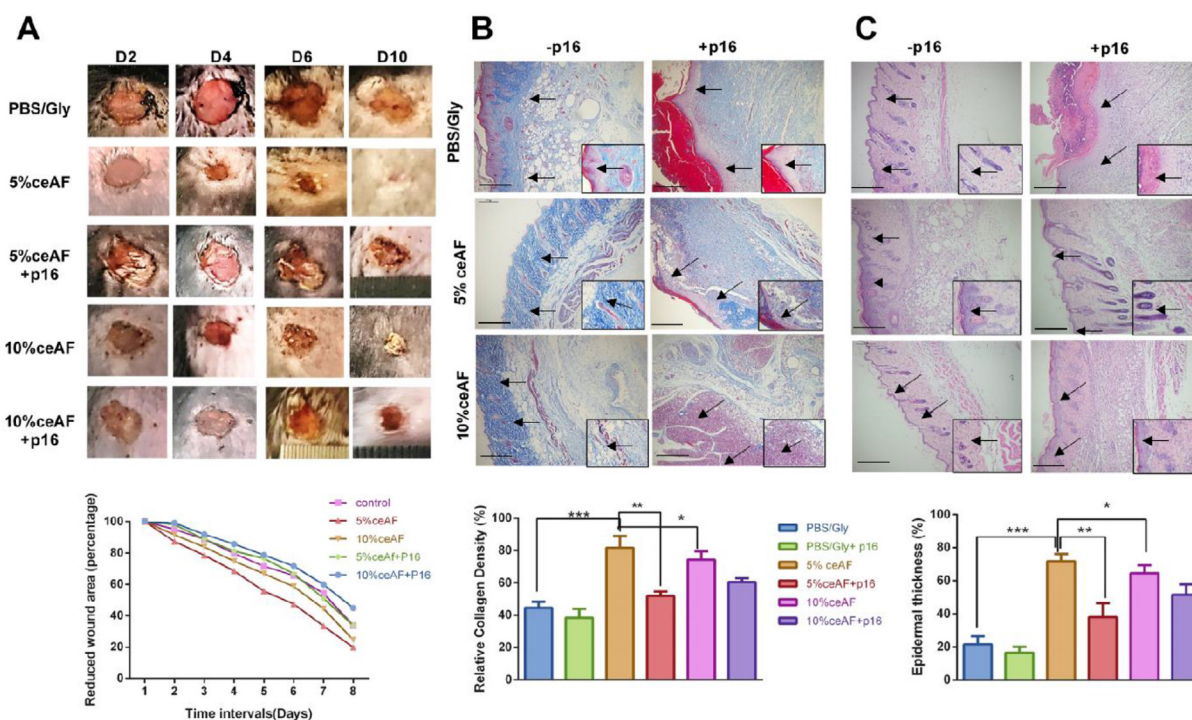 A
D2 D4 D6 D10
PBS/Gly
5%ceAF
5%ceAF
+p16
10%ceAF
10%ceAF
+p16
Reduced wound area (percentage)
100
80
60
40
20
0
1 2 3 4 5 6 7 8
Time intervals(Days)
control
5%ceAF
10%ceAF
5%ceAf+P16
10%ceAF+P16
B
-p16 +p16
PBS/Gly
5% ceAF
10%ceAF
Relative Collagen Density (%)
100
80
60
40
20
0
*** ** *
PBS/Gly
PBS/Gly+ p16
5% ceAF
5%ceAF+p16
10%ceAF
10%ceAF+p16
C
-p16 +p16
Epidermal thickness (%)
100
80
60
40
20
0
*** ** *